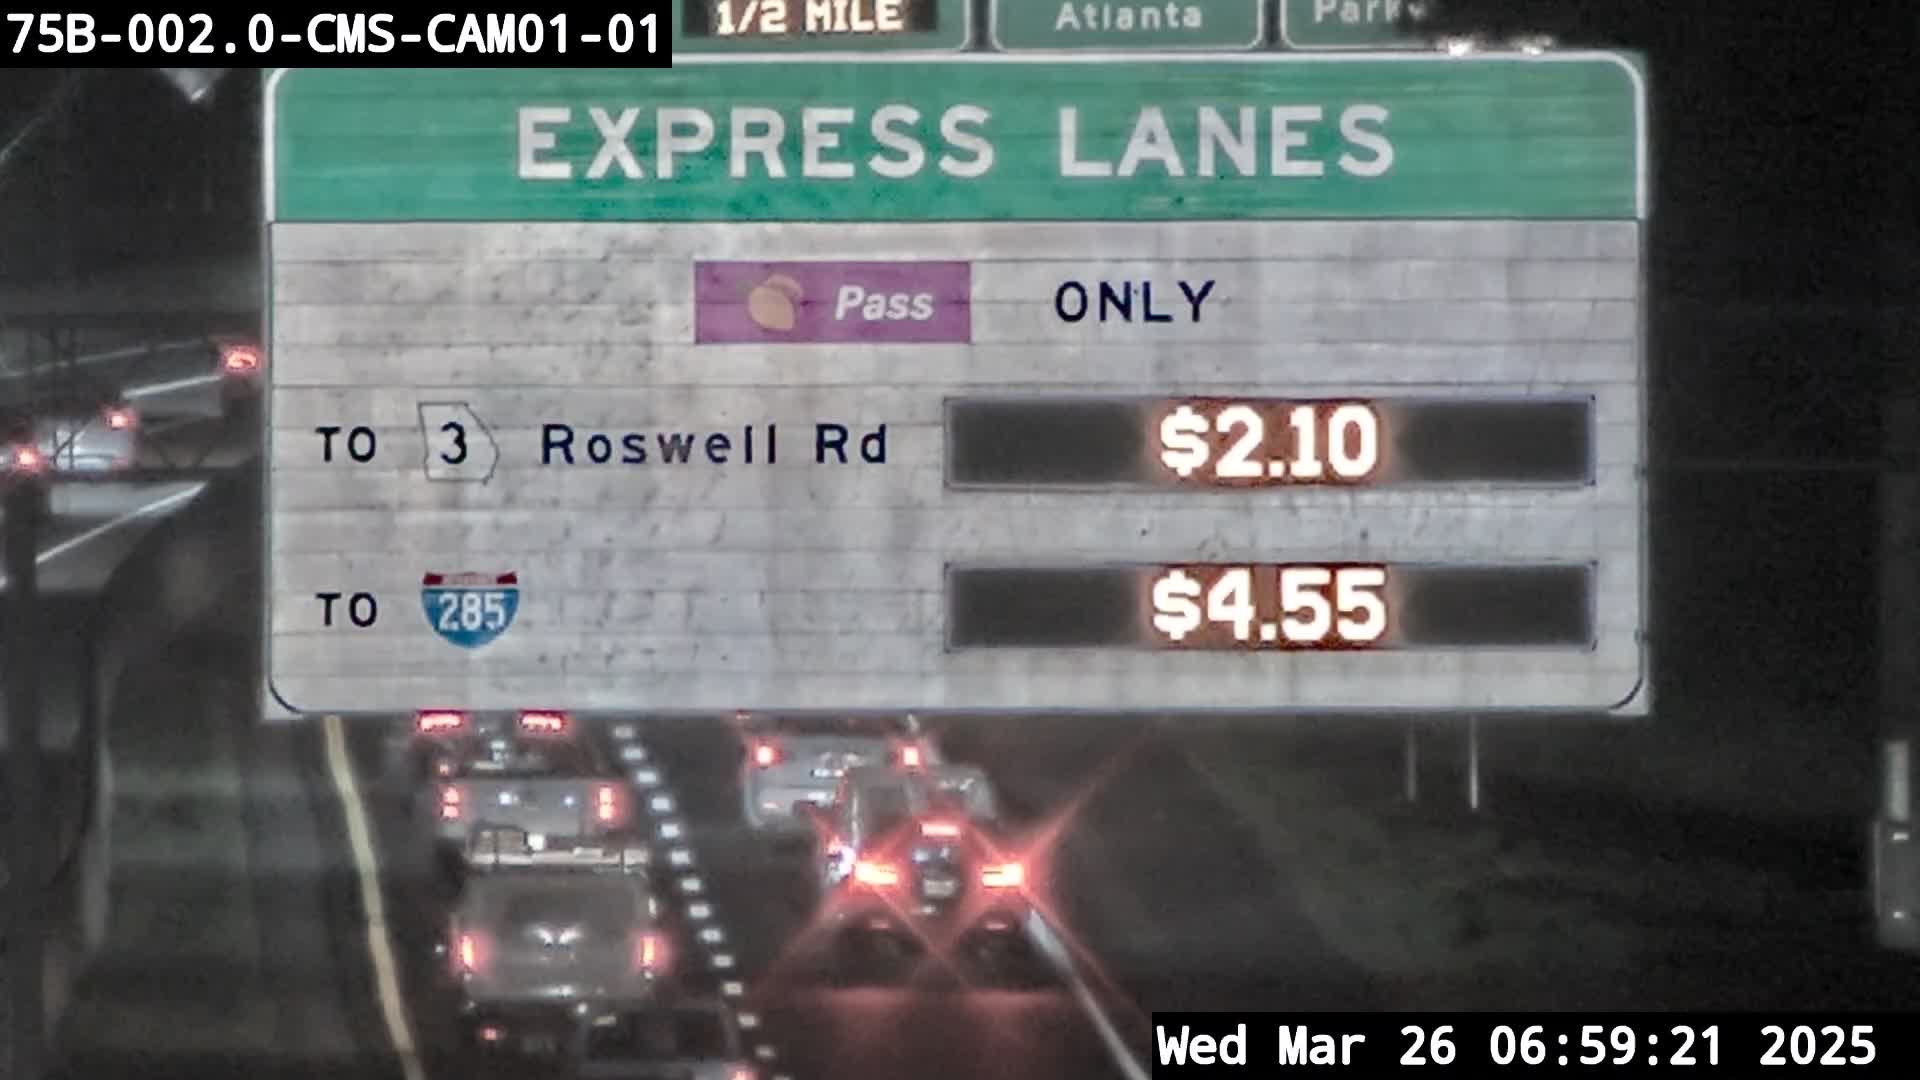 75B-002.0-CMS-CAM01-01
1/2 MILE
Atlanta
EXPRESS LANES
Pass ONLY
TO 3 Roswell Rd $2.10
TO 285 $4.55
Wed Mar 26 06:59:21 2025